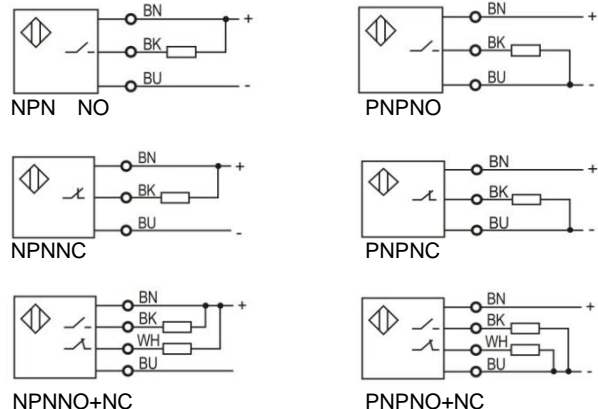 BN +
BK
BU -
NPN NO
BN +
BK
BU -
PNPNO
BN +
BK
BU -
NPNNC
BN +
BK
BU -
PNPNC
BN +
BK
WH
BU
NPNNO+NC
BN +
BK
WH
BU -
PNPNO+NC